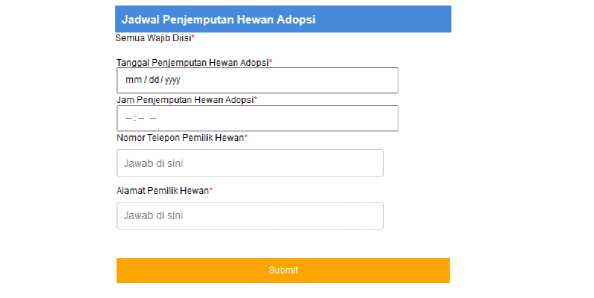 Jadwal Penjemputan Hewan Adopsi
Semua Wajib Diisi*
Tanggal Penjemputan Hewan Adopsi*
mm / dd / yyyy
Jam Penjemputan Hewan Adopsi*
-- : -- --
Nomor Telepon Pemilik Hewan*
Jawab di sini
Alamat Pemilik Hewan*
Jawab di sini
Submit